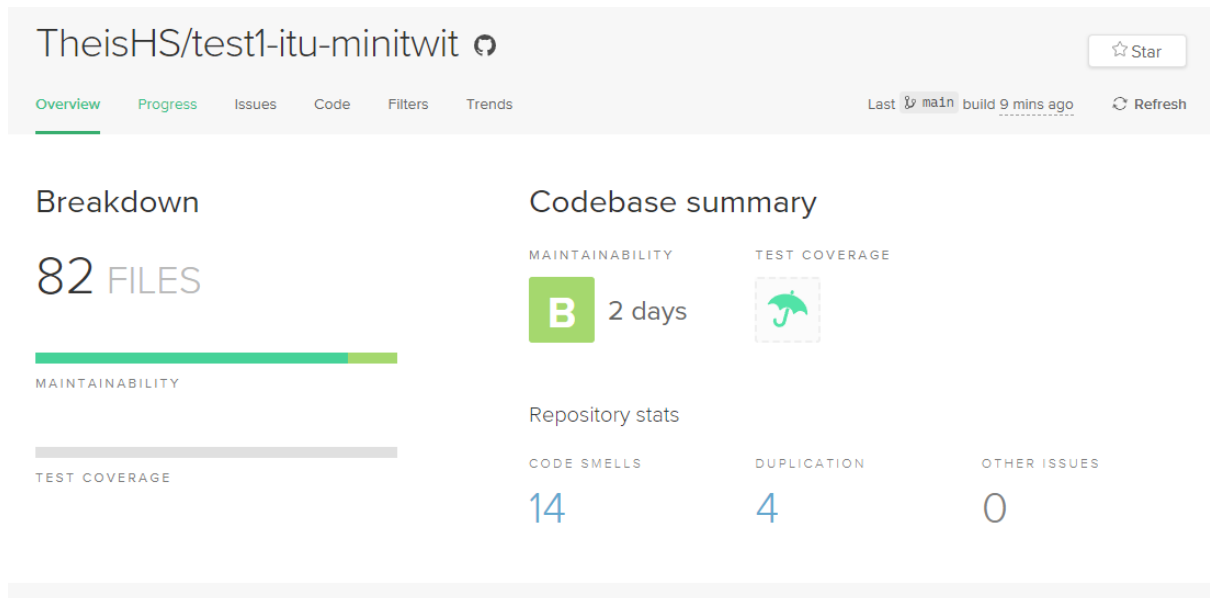 TheisHS/test1-itu-minitwit
Star
Overview Progress Issues Code Filters Trends Last main build 9 mins ago Refresh
Breakdown
82 FILES
MAINTAINABILITY
TEST COVERAGE
Codebase summary
MAINTAINABILITY TEST COVERAGE
B 2 days
Repository stats
CODE SMELLS DUPLICATION OTHER ISSUES
14 4 0